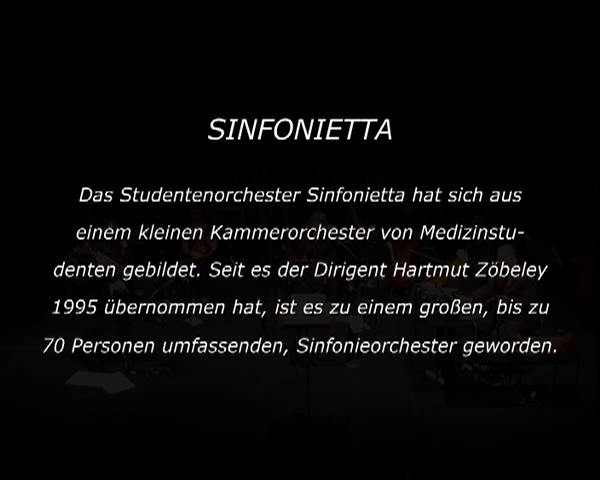 SINFONIETTA
Das Studentenorchester Sinfonietta hat sich aus
einem kleinen Kammerorchester von Medizinstu-
denten gebildet. Seit es der Dirigent Hartmut Zöbeley
1995 übernommen hat, ist es zu einem großen, bis zu
70 Personen umfassenden, Sinfonieorchester geworden.